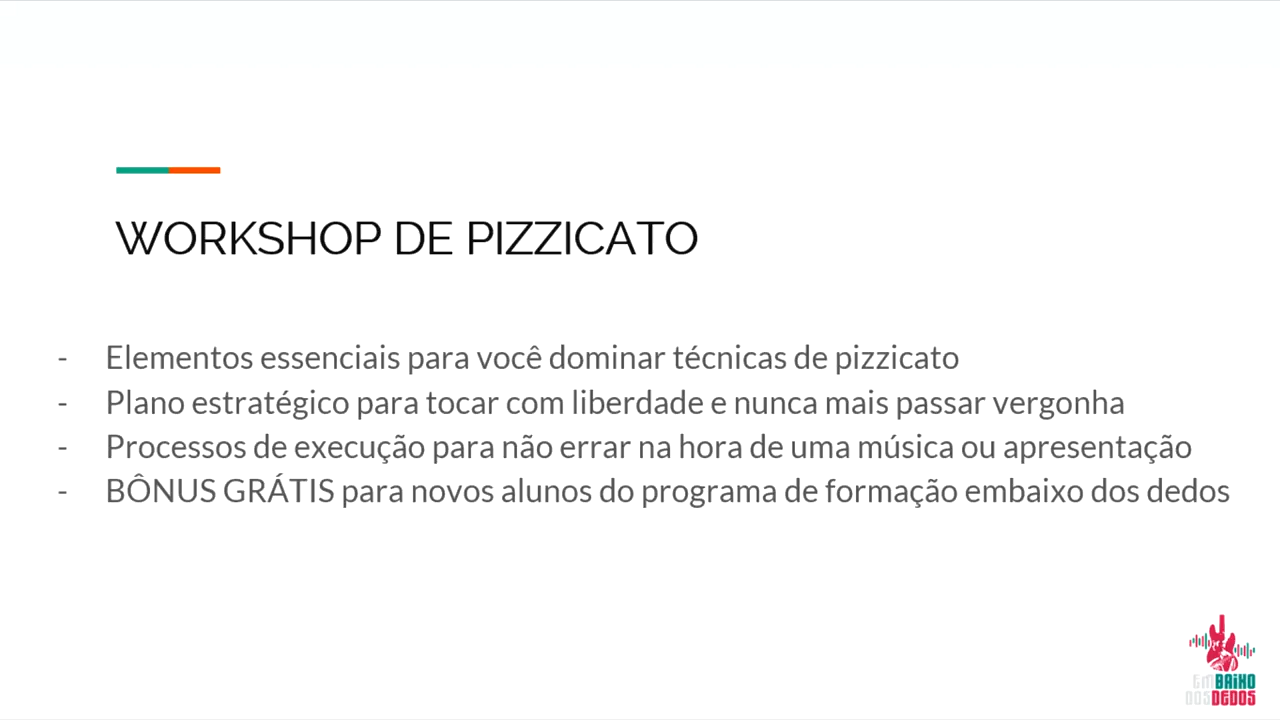 WORKSHOP DE PIZZICATO
- Elementos essenciais para você dominar técnicas de pizzicato
- Plano estratégico para tocar com liberdade e nunca mais passar vergonha
- Processos de execução para não errar na hora de uma música ou apresentação
- BÔNUS GRÁTIS para novos alunos do programa de formação embaixo dos dedos
EMBAIXO
DOSDEDOS